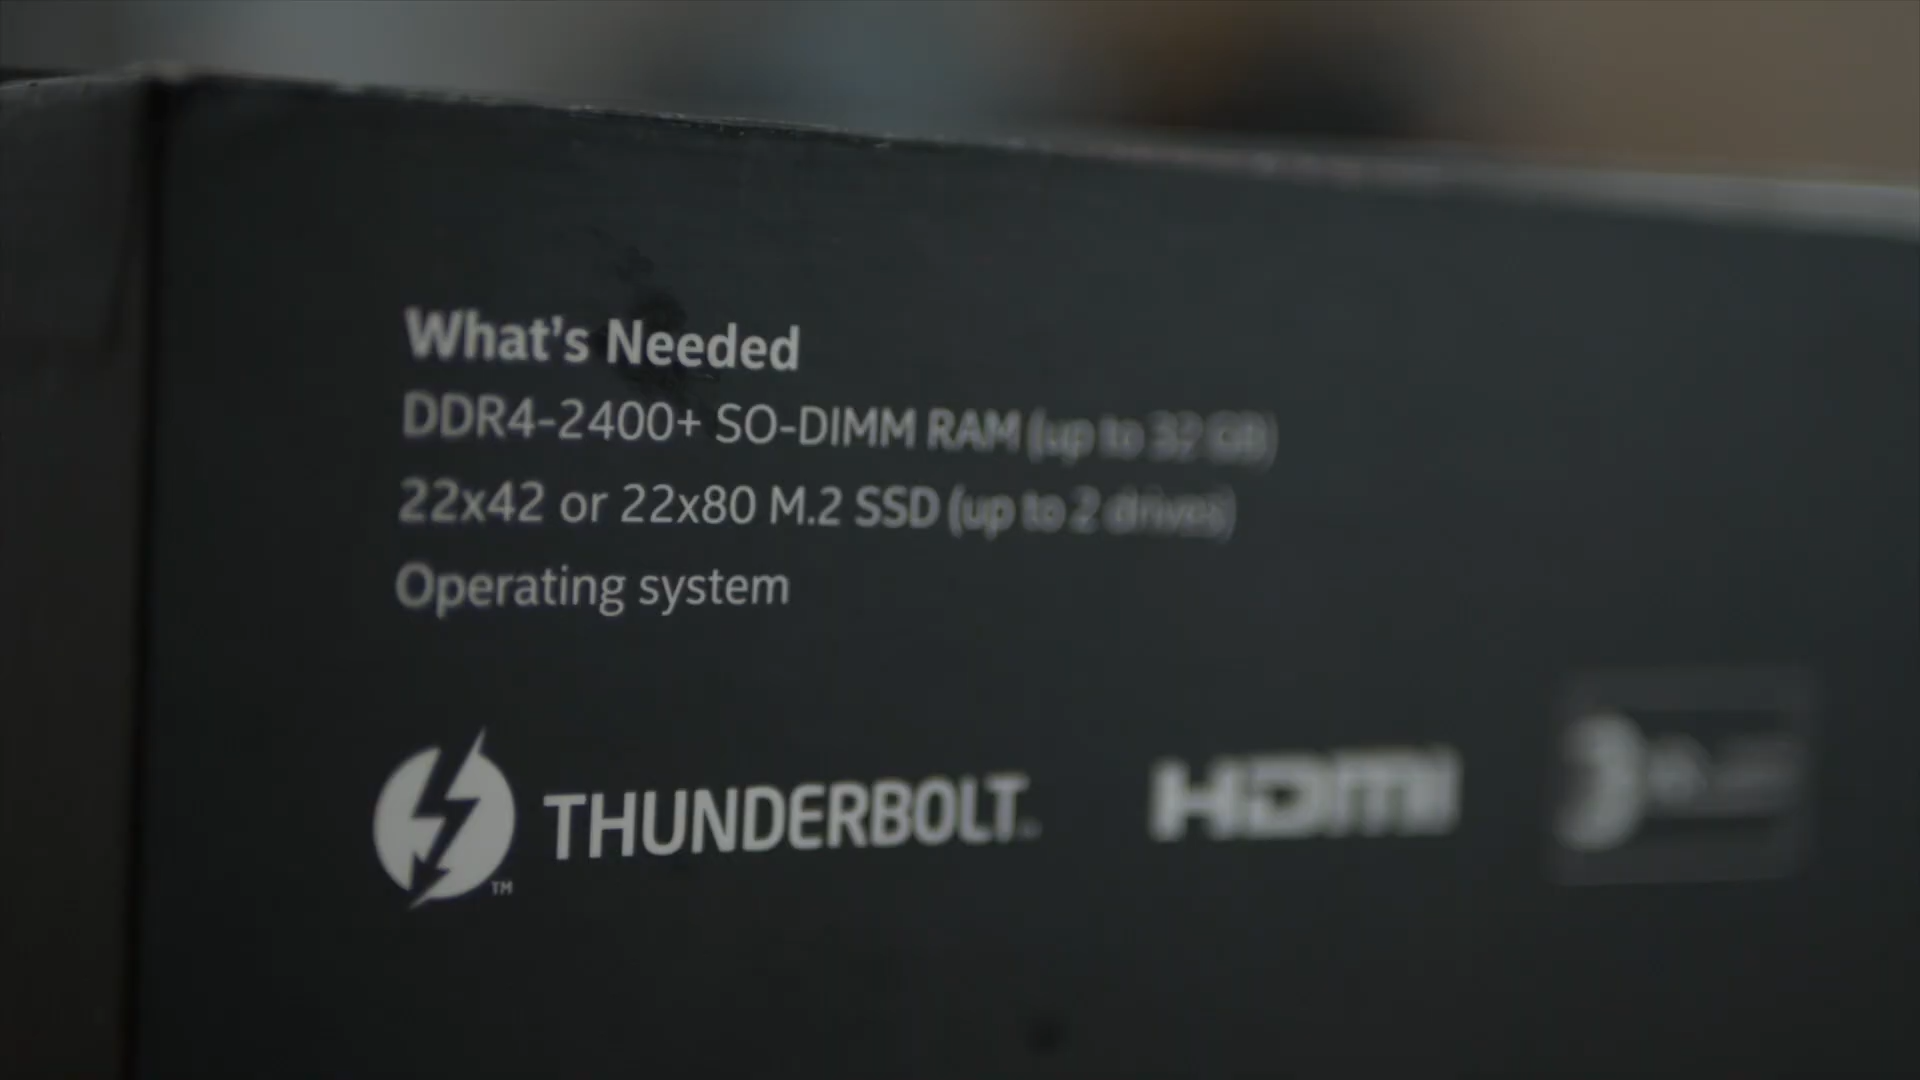 What's Needed
DDR4-2400+ SO-DIMM RAM (up to 32 GB)
22x42 or 22x80 M.2 SSD (up to 2 drives)
Operating system
THUNDERBOLT™
HDMI